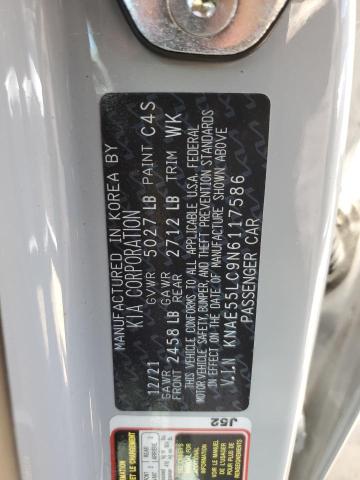 MANUFACTURED IN KOREA BY
KIA CORPORATION
12/21 GVWR 5027 LB PAINT C4S
GAWR GAWR
FRONT 2458 LB REAR 2712 LB TRIM WK
THIS VEHICLE CONFORMS TO ALL APPLICABLE U.S.A. FEDERAL
MOTOR VEHICLE SAFETY, BUMPER, AND THEFT PREVENTION STANDARDS
IN EFFECT ON THE DATE OF MANUFACTURE SHOWN ABOVE
V.I.N KNAE55LC9N6117586
PASSENGER CAR
J52